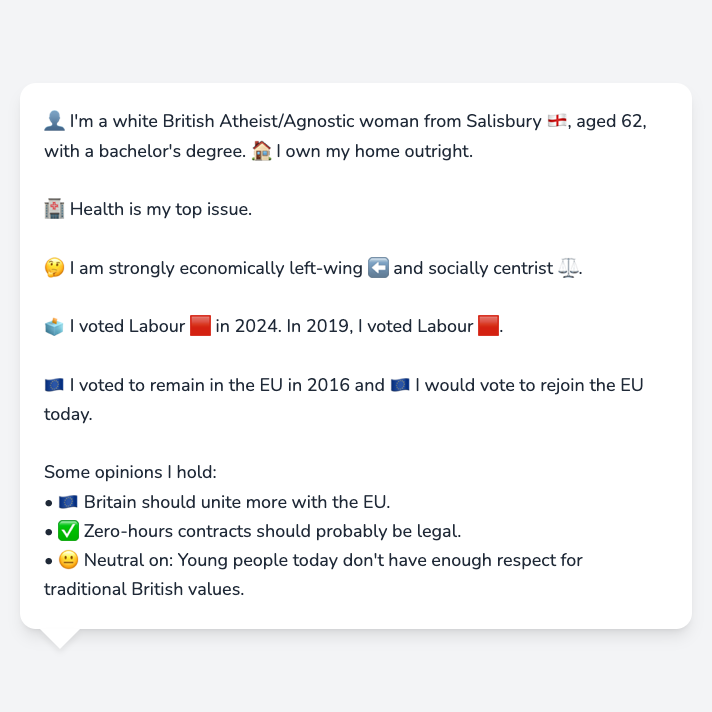 👤 I'm a white British Atheist/Agnostic woman from Salisbury 🏴󠁧󠁢󠁥󠁮󠁧󠁿, aged 62,
with a bachelor's degree. 🏠 I own my home outright.
🏥 Health is my top issue.
🤔 I am strongly economically left-wing ⬅️ and socially centrist ⚖️.
🗳️ I voted Labour 🟥 in 2024. In 2019, I voted Labour 🟥.
🇪🇺 I voted to remain in the EU in 2016 and 🇪🇺 I would vote to rejoin the EU
today.
Some opinions I hold:
• 🇪🇺 Britain should unite more with the EU.
• ✅ Zero-hours contracts should probably be legal.
• 😐 Neutral on: Young people today don't have enough respect for
traditional British values.